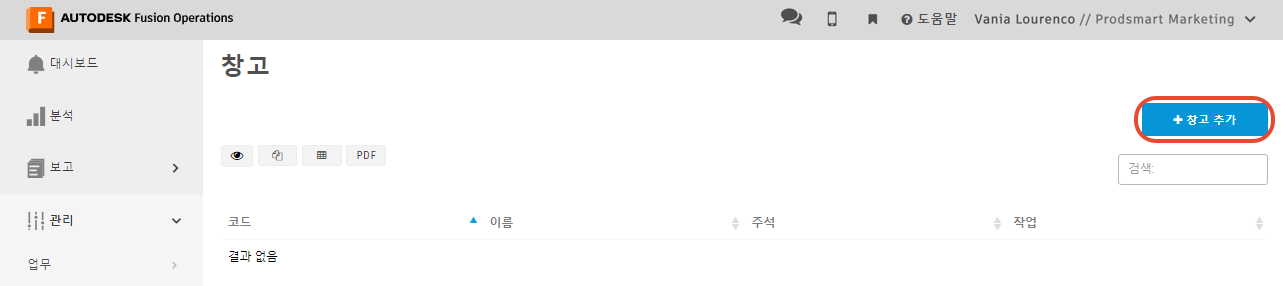 F AUTODESK Fusion Operations
도움말 Vania Lourenco // Prodsmart Marketing
대시보드
분석
보고
관리
업무
창고
+ 창고 추가
PDF
검색:
코드 이름 주석 작업
결과 없음